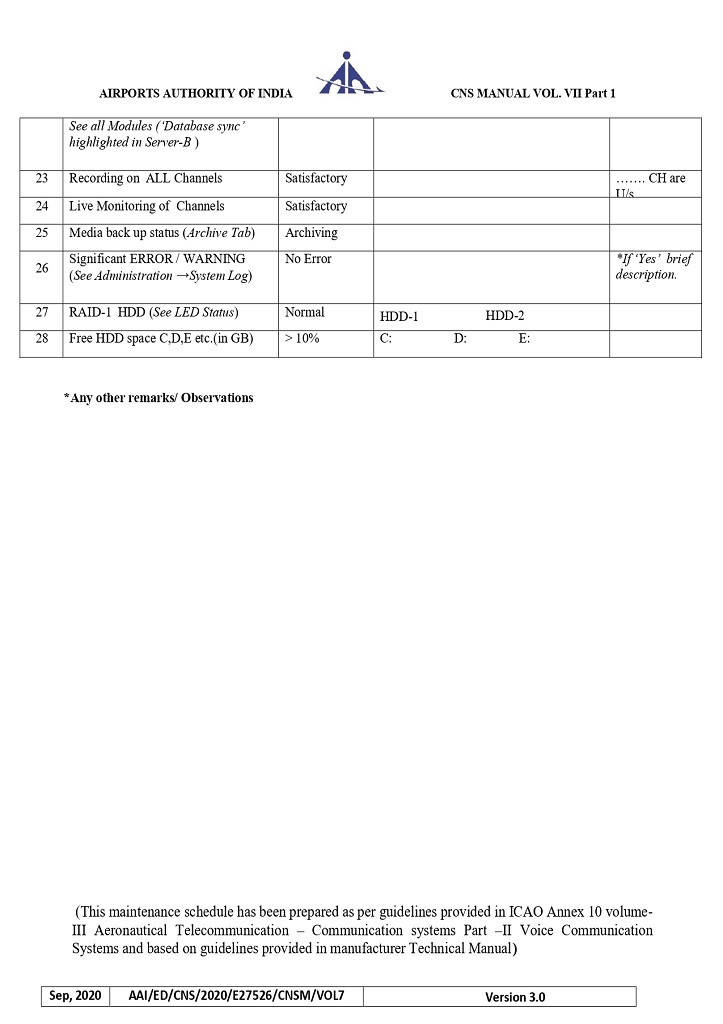 AIRPORTS AUTHORITY OF INDIA CNS MANUAL VOL. VII Part 1
See all Modules (‘Database sync’
highlighted in Server-B )
23 Recording on ALL Channels Satisfactory ……. CH are
U/s
24 Live Monitoring of Channels Satisfactory
25 Media back up status (Archive Tab) Archiving
26 Significant ERROR / WARNING No Error *If ‘Yes’ brief
(See Administration →System Log) description.
27 RAID-1 HDD (See LED Status) Normal HDD-1 HDD-2
28 Free HDD space C,D,E etc.(in GB) > 10% C: D: E:
*Any other remarks/ Observations
(This maintenance schedule has been prepared as per guidelines provided in ICAO Annex 10 volume-
III Aeronautical Telecommunication – Communication systems Part –II Voice Communication
Systems and based on guidelines provided in manufacturer Technical Manual)
Sep, 2020 AAI/ED/CNS/2020/E27526/CNSM/VOL7 Version 3.0